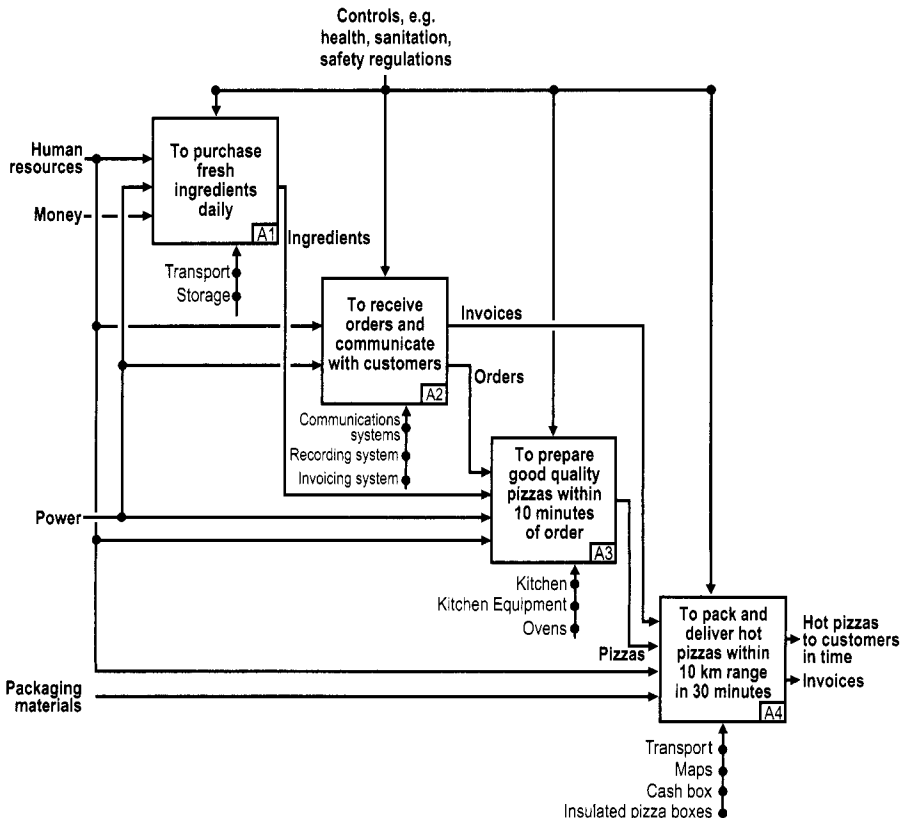 Controls, e.g.
health, sanitation,
safety regulations
Human
resources
Money
To purchase
fresh
ingredients
daily
A1
Ingredients
Transport
Storage
To receive
orders and
communicate
with customers
A2
Invoices
Orders
Communications
systems
Recording system
Invoicing system
Power
To prepare
good quality
pizzas within
10 minutes
of order
A3
Kitchen
Kitchen Equipment
Ovens
Pizzas
Packaging
materials
To pack and
deliver hot
pizzas within
10 km range
in 30 minutes
A4
Hot pizzas
to customers
in time
Invoices
Transport
Maps
Cash box
Insulated pizza boxes